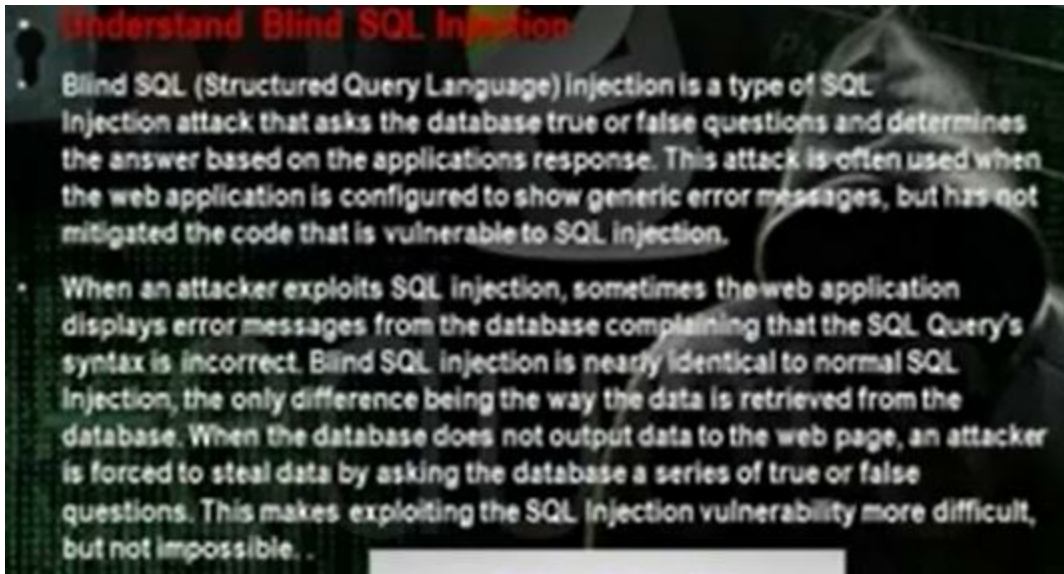 • Understand Blind SQL Injection
• Blind SQL (Structured Query Language) injection is a type of SQL
Injection attack that asks the database true or false questions and determines
the answer based on the applications response. This attack is often used when
the web application is configured to show generic error messages, but has not
mitigated the code that is vulnerable to SQL injection.
• When an attacker exploits SQL injection, sometimes the web application
displays error messages from the database complaining that the SQL Query's
syntax is incorrect. Blind SQL injection is nearly identical to normal SQL
Injection, the only difference being the way the data is retrieved from the
database. When the database does not output data to the web page, an attacker
is forced to steal data by asking the database a series of true or false
questions. This makes exploiting the SQL Injection vulnerability more difficult,
but not impossible. .